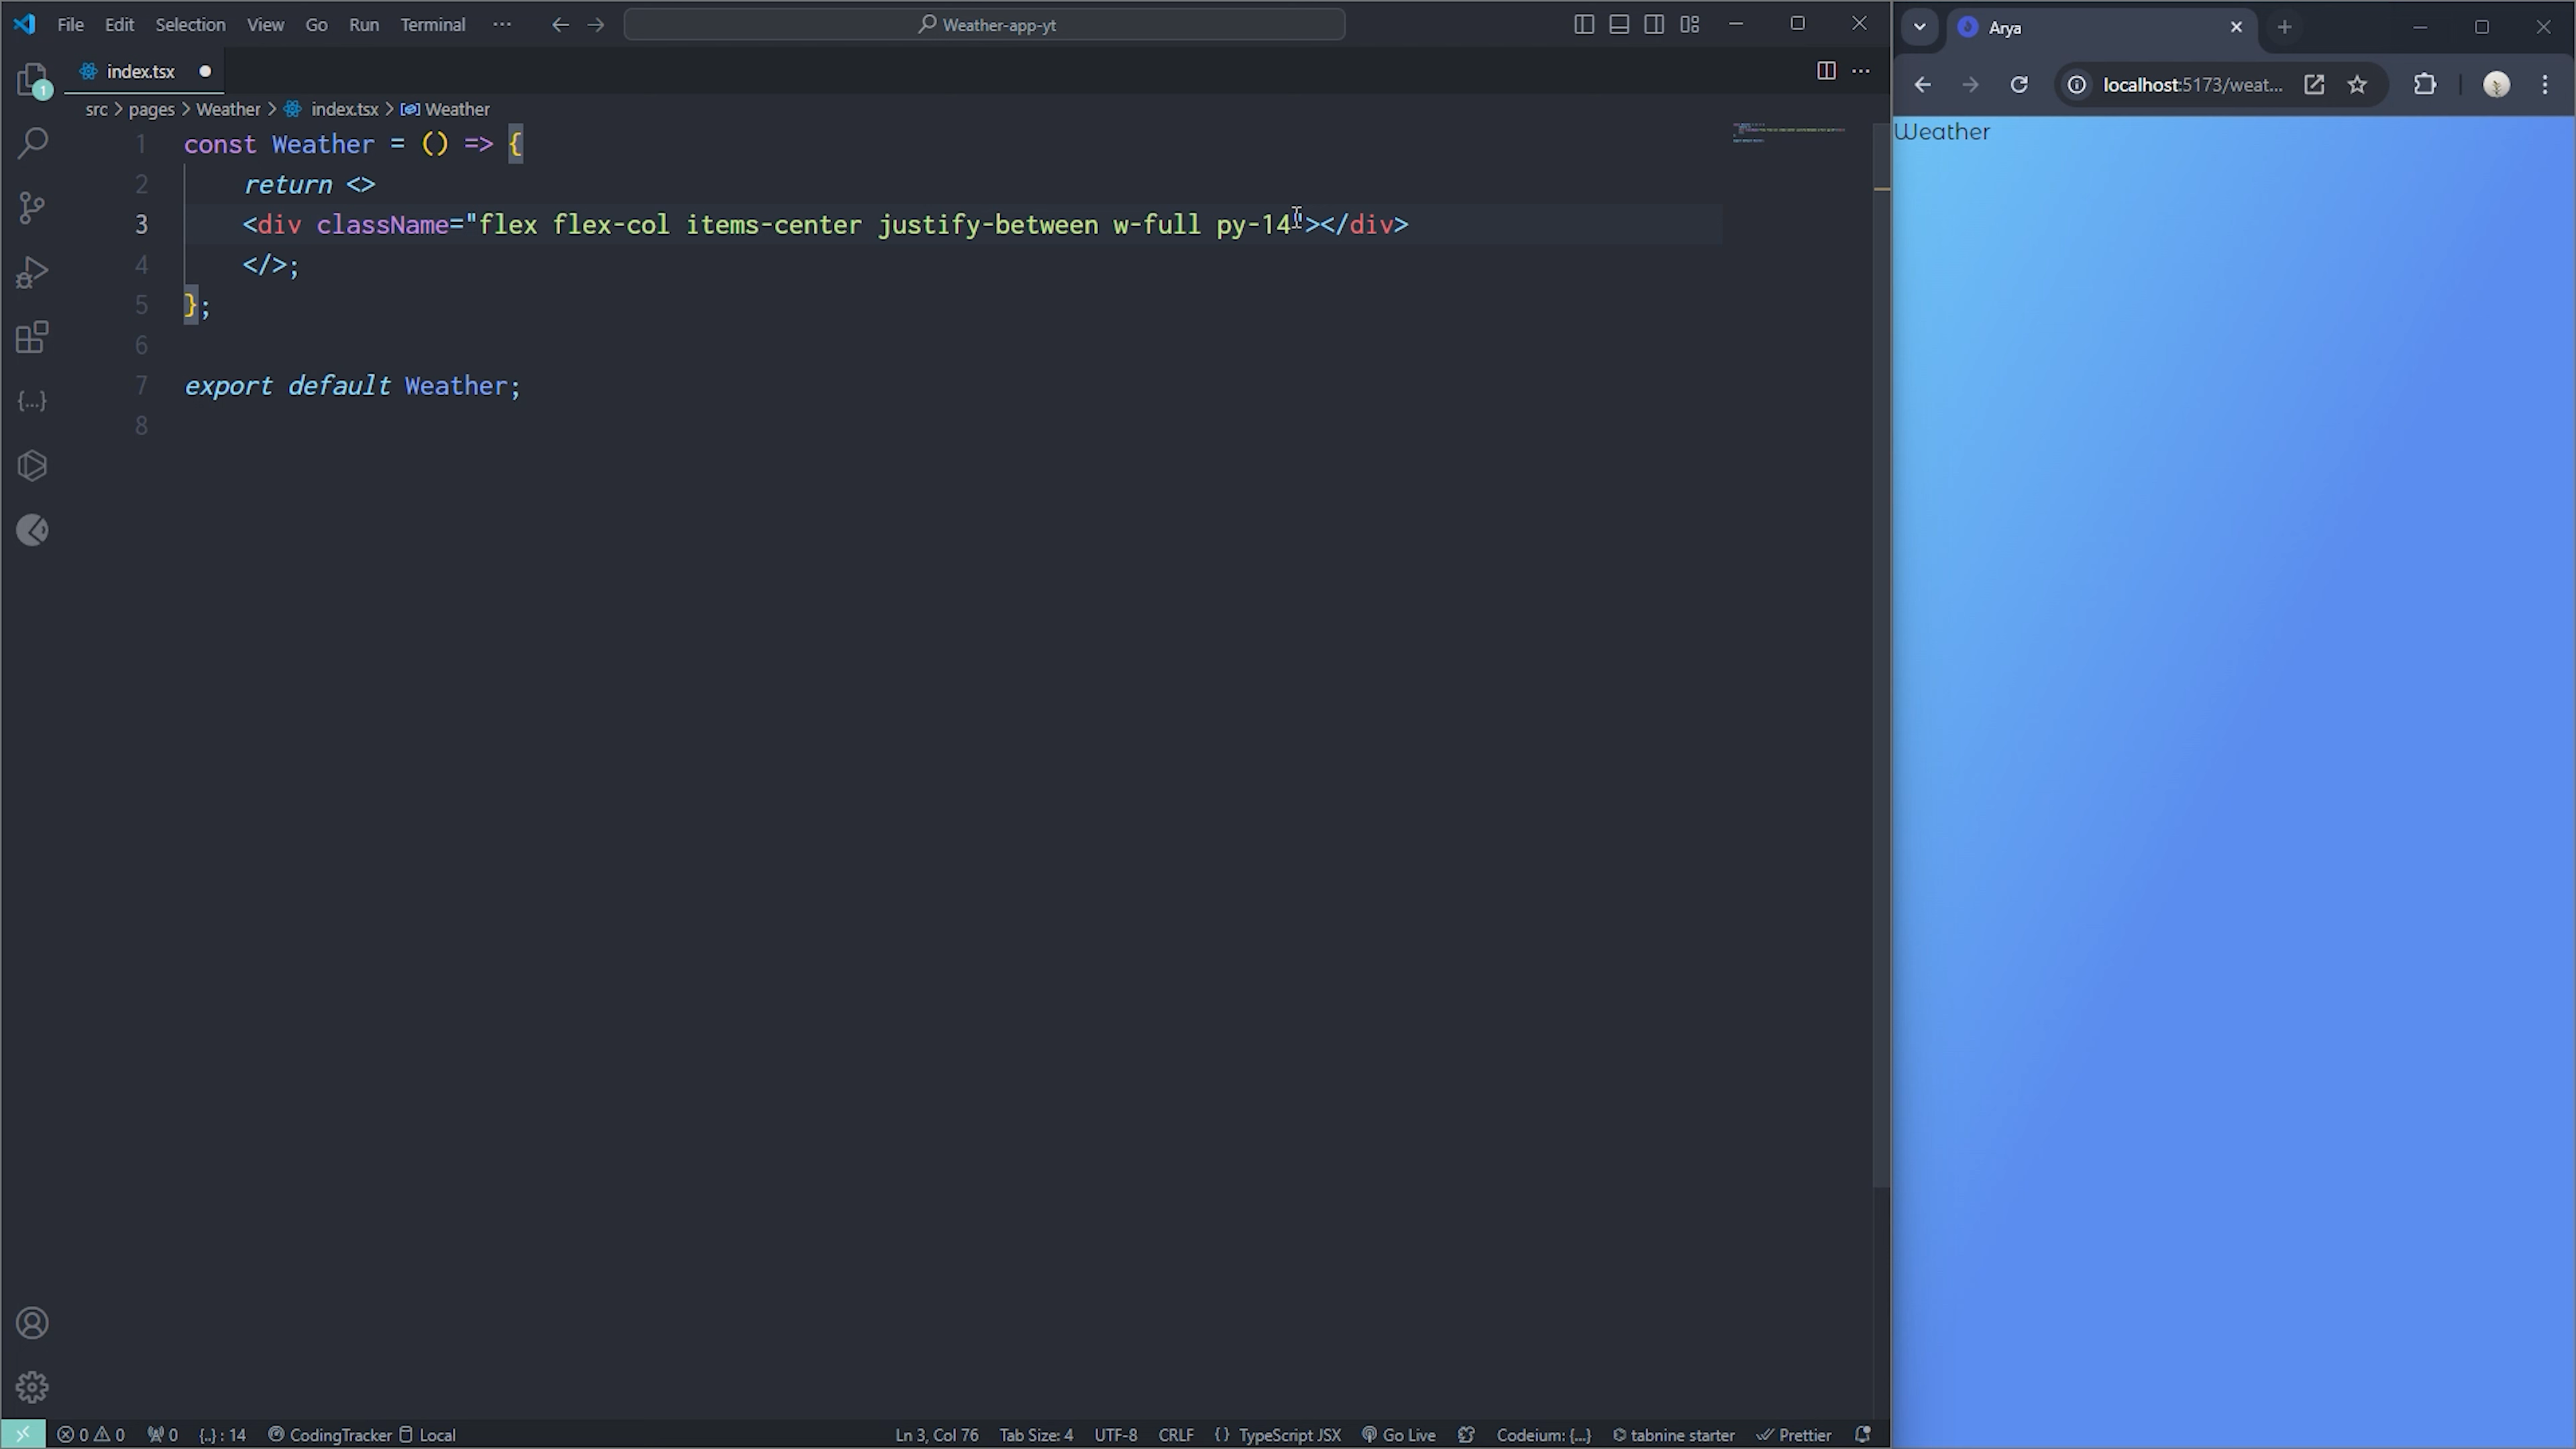 File Edit Selection View Go Run Terminal ··· Weather-app-yt
index.tsx
src > pages > Weather > index.tsx > Weather
1 const Weather = () => {
2 return <>
3 <div className="flex flex-col items-center justify-between w-full py-14"></div>
4 </>;
5 };
6
7 export default Weather;
8
1
0 0 0 {..} : 14 CodingTracker Local Ln 3, Col 76 Tab Size: 4 UTF-8 CRLF { } TypeScript JSX Go Live Codeium: {...} tabnine starter Prettier
Arya
localhost:5173/weat...
Weather